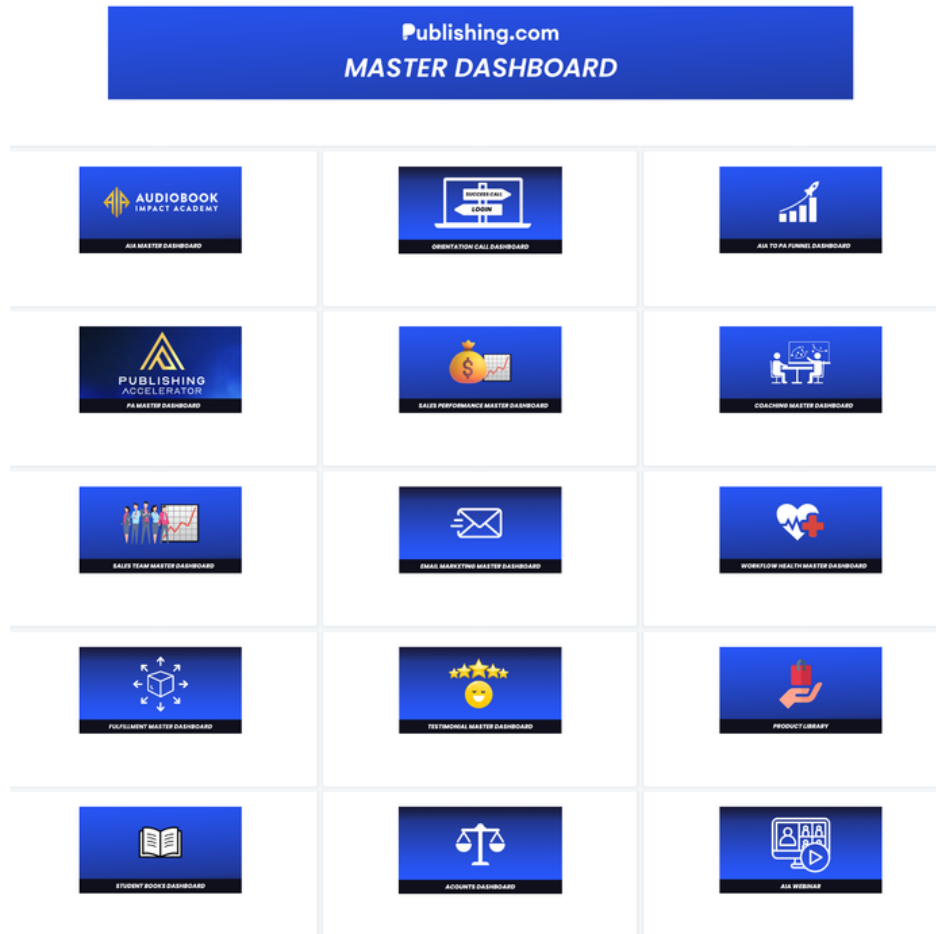 Publishing.com
MASTER DASHBOARD
AIA AUDIOBOOK
IMPACT ACADEMY
AIA MASTER DASHBOARD
SUCCESS CALL
LOGIN
ORIENTATION CALL DASHBOARD
AIA TO PA FUNNEL DASHBOARD
PUBLISHING
ACCELERATOR
PA MASTER DASHBOARD
$
SALES PERFORMANCE MASTER DASHBOARD
COACHING MASTER DASHBOARD
SALES TEAM MASTER DASHBOARD
EMAIL MARKETING MASTER DASHBOARD
WORKFLOW HEALTH MASTER DASHBOARD
FULFILLMENT MASTER DASHBOARD
TESTIMONIAL MASTER DASHBOARD
PRODUCT LIBRARY
STUDENT BOOKS DASHBOARD
ACOUNTS DASHBOARD
AIA WEBINAR